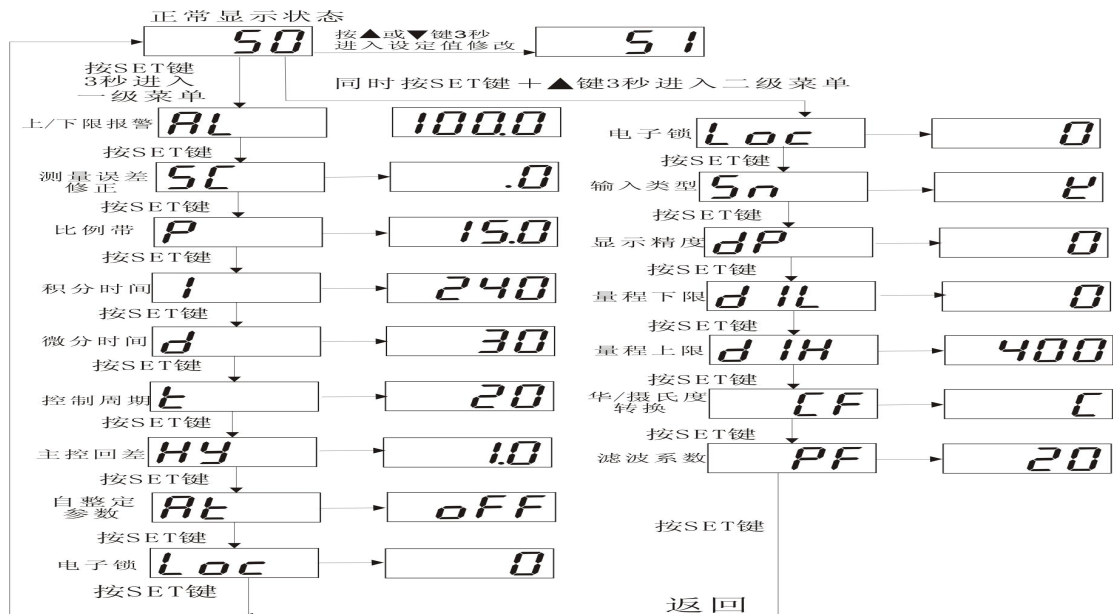 正常显示状态
50
按▲或▼键3秒
进入设定值修改
51
按SET键
3秒进入
一级菜单
同时按SET键+▲键3秒进入二级菜单
上/下限报警
AL
100.0
按SET键
测量误差
修正
SC
.0
按SET键
比例带
P
15.0
按SET键
积分时间
I
240
按SET键
微分时间
d
30
按SET键
控制周期
t
20
按SET键
主控回差
HY
1.0
按SET键
自整定
参数
At
oFF
按SET键
电子锁
Loc
0
按SET键
电子锁
Loc
0
按SET键
输入类型
Sn
按SET键
显示精度
dP
0
按SET键
量程下限
dIL
0
按SET键
量程上限
dIH
400
按SET键
华/摄氏度
转换
CF
C
按SET键
滤波系数
PF
20
按SET键
返回